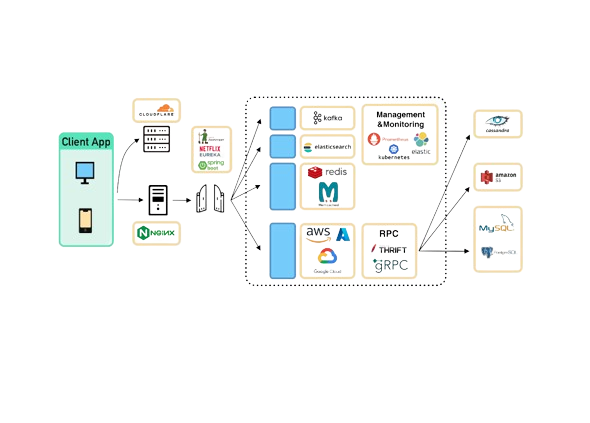 Client App
CLOUDFLARE
NGINX
NETFLIX
EUREKA
spring
boot
kafka
elasticsearch
redis
Management
&Monitoring
Prometheus
kubernetes
elastic
aws
Google Cloud
RPC
THRIFT
gRPC
cassandra
amazon
S3
MySQL
PostgreSQL